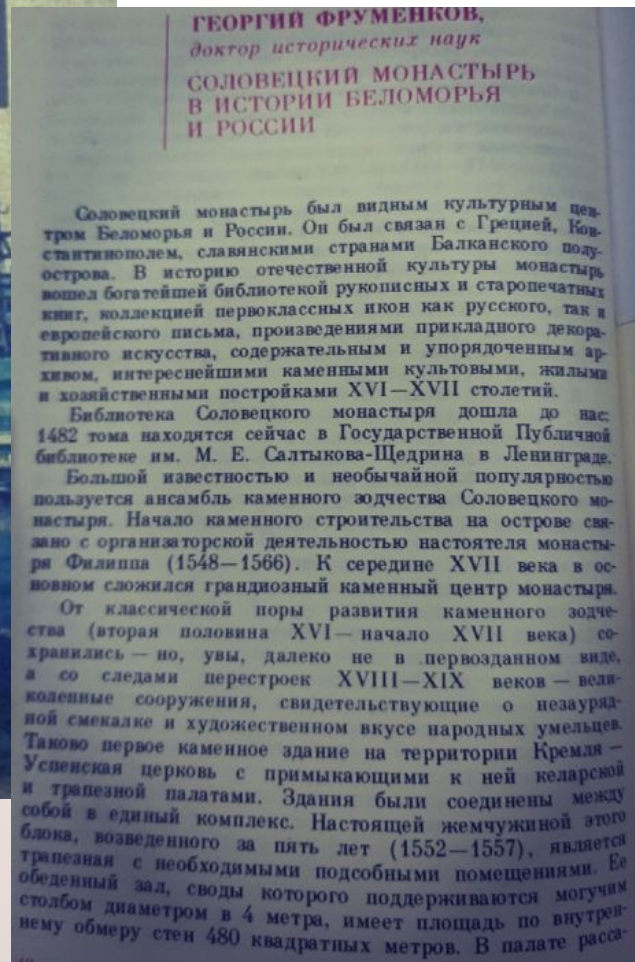 ГЕОРГИЙ ФРУМЕНКОВ,
доктор исторических наук
СОЛОВЕЦКИЙ МОНАСТЫРЬ
В ИСТОРИИ БЕЛОМОРЬЯ
И РОССИИ
Соловецкий монастырь был видным культурным цен-
тром Беломорья и России. Он был связан с Грецией, Кон-
стантинополем, славянскими странами Балканского полу-
острова. В историю отечественной культуры монастырь
вошел богатейшей библиотекой рукописных и старопечатных
книг, коллекцией первоклассных икон как русского, так и
европейского письма, произведениями прикладного декора-
тивного искусства, содержательным и упорядоченным ар-
хивом, интереснейшими каменными культовыми, жилыми
и хозяйственными постройками XVI—XVII столетий.
Библиотека Соловецкого монастыря дошла до нас:
1482 тома находятся сейчас в Государственной Публичной
библиотеке им. М. Е. Салтыкова-Щедрина в Ленинграде.
Большой известностью и необычайной популярностью
пользуется ансамбль каменного зодчества Соловецкого мо-
настыря. Начало каменного строительства на острове свя-
зано с организаторской деятельностью настоятеля монасты-
ря Филиппа (1548—1566). К середине XVII века в ос-
новном сложился грандиозный каменный центр монастыря.
От классической поры развития каменного зодче-
ства (вторая половина XVI — начало XVII века) со-
хранились — но, увы, далеко не в первозданном виде,
а со следами перестроек XVIII—XIX веков — вели-
колепные сооружения, свидетельствующие о незауряд-
ной смекалке и художественном вкусе народных умельцев.
Таково первое каменное здание на территории Кремля —
Успенская церковь с примыкающими к ней келарской
и трапезной палатами. Здания были соединены между
собой в единый комплекс. Настоящей жемчужиной этого
блока, возведенного за пять лет (1552—1557), является
трапезная с необходимыми подсобными помещениями. Ее
обеденный зал, своды которого поддерживаются могучим
столбом диаметром в 4 метра, имеет площадь по внутрен-
нему обмеру стен 480 квадратных метров. В палате расса-